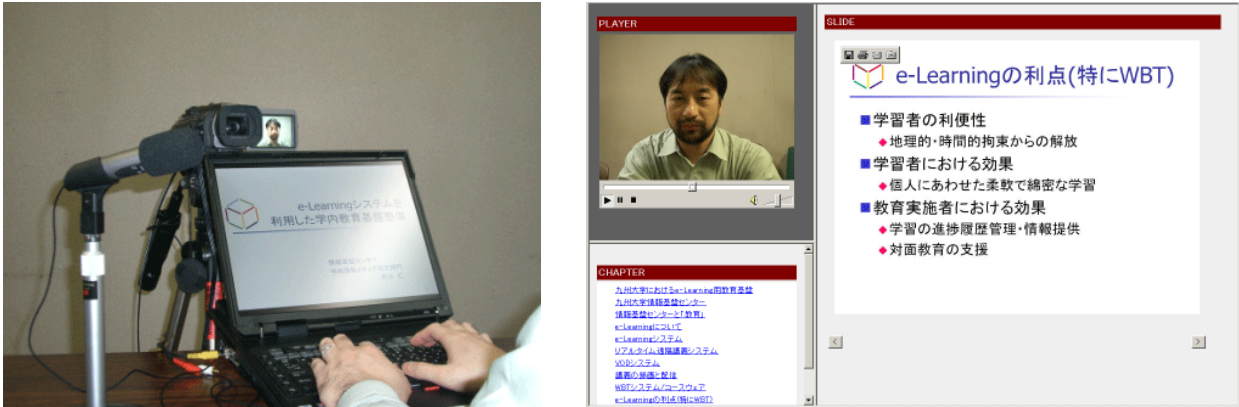 e-Learningシステムを
利用した学内教育基盤整備
PLAYER
CHAPTER
九州大学におけるe-Learning用教育基盤
九州大学情報基盤センター
情報基盤センターと「教育」
e-Learningについて
e-Learningシステム
リアルタイム遠隔講義システム
VODシステム
講義の録画と配信
WBTシステム/コースウェア
e-Learningの利点(特にWBT)
SLIDE
e-Learningの利点(特にWBT)
学習者の利便性
地理的・時間的拘束からの解放
学習者における効果
個人にあわせた柔軟で綿密な学習
教育実施者における効果
学習の進捗履歴管理・情報提供
対面教育の支援